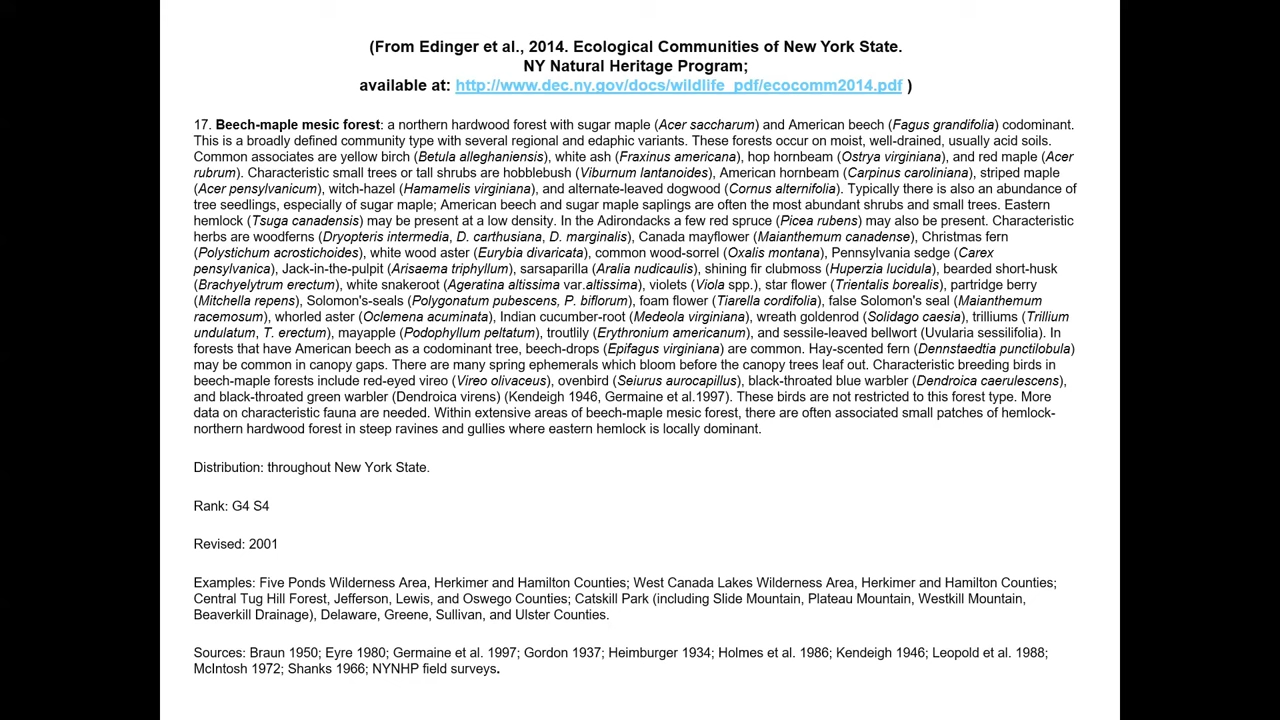 (From Edinger et al., 2014. Ecological Communities of New York State.
NY Natural Heritage Program;
available at: http://www.dec.ny.gov/docs/wildlife_pdf/ecocomm2014.pdf )
17. Beech-maple mesic forest: a northern hardwood forest with sugar maple (Acer saccharum) and American beech (Fagus grandifolia) codominant.
This is a broadly defined community type with several regional and edaphic variants. These forests occur on moist, well-drained, usually acid soils.
Common associates are yellow birch (Betula alleghaniensis), white ash (Fraxinus americana), hop hornbeam (Ostrya virginiana), and red maple (Acer
rubrum). Characteristic small trees or tall shrubs are hobblebush (Viburnum lantanoides), American hornbeam (Carpinus caroliniana), striped maple
(Acer pensylvanicum), witch-hazel (Hamamelis virginiana), and alternate-leaved dogwood (Cornus alternifolia). Typically there is also an abundance of
tree seedlings, especially of sugar maple; American beech and sugar maple saplings are often the most abundant shrubs and small trees. Eastern
hemlock (Tsuga canadensis) may be present at a low density. In the Adirondacks a few red spruce (Picea rubens) may also be present. Characteristic
herbs are woodferns (Dryopteris intermedia, D. carthusiana, D. marginalis), Canada mayflower (Maianthemum canadense), Christmas fern
(Polystichum acrostichoides), white wood aster (Eurybia divaricata), common wood-sorrel (Oxalis montana), Pennsylvania sedge (Carex
pensylvanica), Jack-in-the-pulpit (Arisaema triphyllum), sarsaparilla (Aralia nudicaulis), shining fir clubmoss (Huperzia lucidula), bearded short-husk
(Brachyelytrum erectum), white snakeroot (Ageratina altissima var.altissima), violets (Viola spp.), star flower (Trientalis borealis), partridge berry
(Mitchella repens), Solomon's-seals (Polygonatum pubescens, P. biflorum), foam flower (Tiarella cordifolia), false Solomon's seal (Maianthemum
racemosum), whorled aster (Oclemena acuminata), Indian cucumber-root (Medeola virginiana), wreath goldenrod (Solidago caesia), trilliums (Trillium
undulatum, T. erectum), mayapple (Podophyllum peltatum), troutlily (Erythronium americanum), and sessile-leaved bellwort (Uvularia sessilifolia). In
forests that have American beech as a codominant tree, beech-drops (Epifagus virginiana) are common. Hay-scented fern (Dennstaedtia punctilobula)
may be common in canopy gaps. There are many spring ephemerals which bloom before the canopy trees leaf out. Characteristic breeding birds in
beech-maple forests include red-eyed vireo (Vireo olivaceus), ovenbird (Seiurus aurocapillus), black-throated blue warbler (Dendroica caerulescens),
and black-throated green warbler (Dendroica virens) (Kendeigh 1946, Germaine et al.1997). These birds are not restricted to this forest type. More
data on characteristic fauna are needed. Within extensive areas of beech-maple mesic forest, there are often associated small patches of hemlock-
northern hardwood forest in steep ravines and gullies where eastern hemlock is locally dominant.
Distribution: throughout New York State.
Rank: G4 S4
Revised: 2001
Examples: Five Ponds Wilderness Area, Herkimer and Hamilton Counties; West Canada Lakes Wilderness Area, Herkimer and Hamilton Counties;
Central Tug Hill Forest, Jefferson, Lewis, and Oswego Counties; Catskill Park (including Slide Mountain, Plateau Mountain, Westkill Mountain,
Beaverkill Drainage), Delaware, Greene, Sullivan, and Ulster Counties.
Sources: Braun 1950; Eyre 1980; Germaine et al. 1997; Gordon 1937; Heimburger 1934; Holmes et al. 1986; Kendeigh 1946; Leopold et al. 1988;
McIntosh 1972; Shanks 1966; NYNHP field surveys.